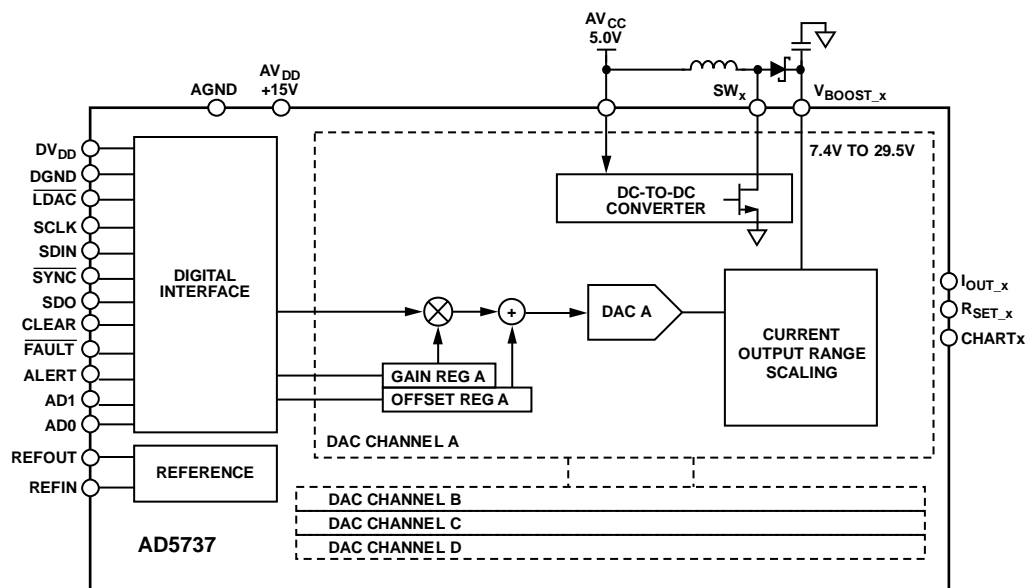 AVCC
5.0V
AVDD
+15V
AGND
SWx
VBOOST_x
7.4V TO 29.5V
DVDD
DGND
LDAC
SCLK
SDIN
SYNC
SDO
CLEAR
FAULT
ALERT
AD1
AD0
REFOUT
REFIN
DIGITAL
INTERFACE
REFERENCE
DC-TO-DC
CONVERTER
+
DAC A
GAIN REG A
OFFSET REG A
CURRENT
OUTPUT RANGE
SCALING
IOUT_x
RSET_x
CHARTx
DAC CHANNEL A
DAC CHANNEL B
DAC CHANNEL C
DAC CHANNEL D
AD5737